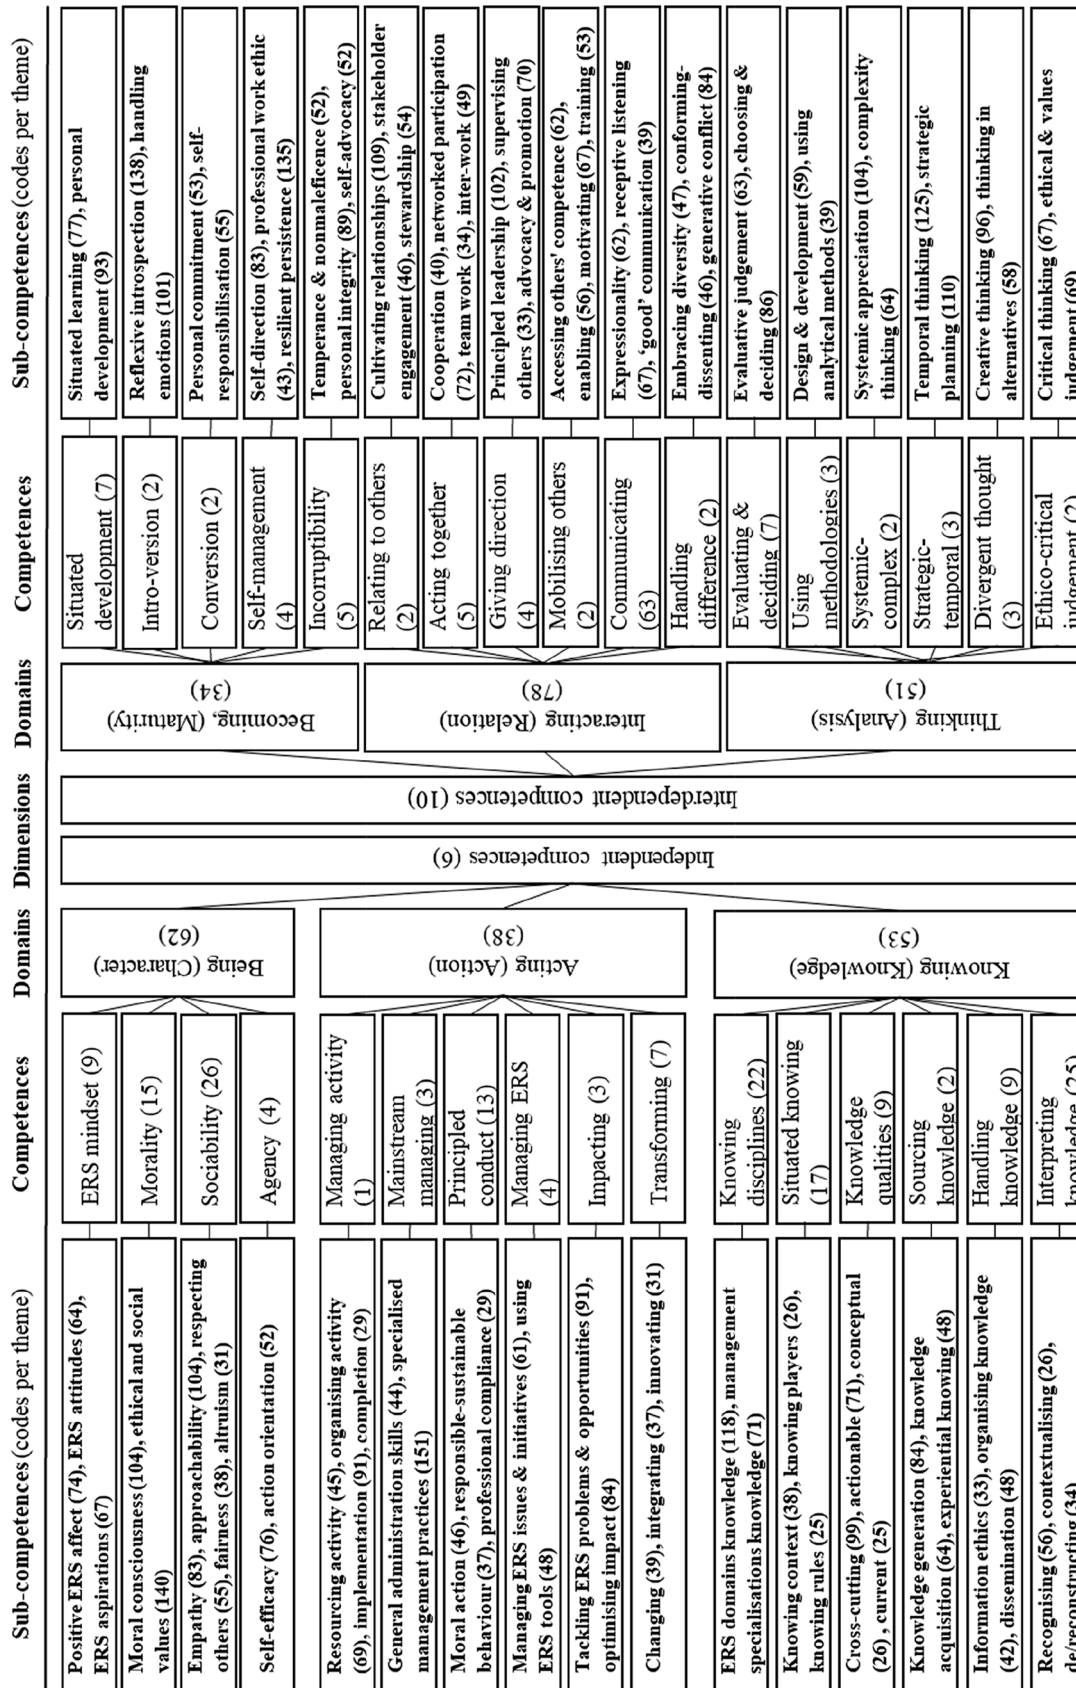 Sub-competences (codes per theme)
Competences
Domains
Dimensions
Domains
Competences
Sub-competences (codes per theme)
Positive ERS affect (74), ERS attitudes (64),
ERS aspirations (67)
ERS mindset (9)
Moral consciousness (104), ethical and social
values (140)
Morality (15)
Empathy (83), approachability (104), respecting
others (55), fairness (38), altruism (31)
Sociability (26)
Self-efficacy (76), action orientation (52)
Agency (4)
Being (Character)
(62)
Resourcing activity (45), organising activity
(69), implementation (91), completion (29)
Managing activity
(1)
General administration skills (44), specialised
management practices (151)
Mainstream
managing (3)
Moral action (46), responsible-sustainable
behaviour (37), professional compliance (29)
Principled
conduct (13)
Managing ERS issues & initiatives (61), using
ERS tools (48)
Managing ERS
(4)
Tackling ERS problems & opportunities (91),
optimising impact (84)
Impacting (3)
Changing (39), integrating (37), innovating (31)
Transforming (7)
Acting (Action)
(38)
ERS domains knowledge (118), management
specialisations knowledge (71)
Knowing
disciplines (22)
Knowing context (38), knowing players (26),
knowing rules (25)
Situated knowing
(17)
Cross-cutting (99), actionable (71), conceptual
(26) , current (25)
Knowledge
qualities (9)
Knowledge generation (84), knowledge
acquisition (64), experiential knowing (48)
Sourcing
knowledge (2)
Information ethics (33), organising knowledge
(42), dissemination (48)
Handling
knowledge (9)
Recognising (56), contextualising (26),
de/reconstructing (34)
Interpreting
knowledge (25)
Knowing (Knowledge)
(53)
Independent competences (6)
Interdependent competences (10)
Becoming, (Maturity)
(34)
Situated
development (7)
Situated learning (77), personal
development (93)
Intro-version (2)
Reflexive introspection (138), handling
emotions (101)
Conversion (2)
Personal commitment (53), self-
responsibilisation (55)
Self-management
(4)
Self-direction (83), professional work ethic
(43), resilient persistence (135)
Incorruptibility
(5)
Temperance & nonmaleficence (52),
personal integrity (89), self-advocacy (52)
Interacting (Relation)
(78)
Relating to others
(2)
Cultivating relationships (109), stakeholder
engagement (46), stewardship (54)
Acting together
(5)
Cooperation (40), networked participation
(72), team work (34), inter-work (49)
Giving direction
(4)
Principled leadership (102), supervising
others (33), advocacy & promotion (70)
Mobilising others
(2)
Accessing others' competence (62),
enabling (56), motivating (67), training (53)
Communicating
(63)
Expressionality (62), receptive listening
(67), ‘good’ communication (39)
Handling
difference (2)
Embracing diversity (47), conforming-
dissenting (46), generative conflict (84)
Thinking (Analysis)
(51)
Evaluating &
deciding (7)
Evaluative judgement (63), choosing &
deciding (86)
Using
methodologies (3)
Design & development (59), using
analytical methods (39)
Systemic-
complex (2)
Systemic appreciation (104), complexity
thinking (64)
Strategic-
temporal (3)
Temporal thinking (125), strategic
planning (110)
Divergent thought
(3)
Creative thinking (96), thinking in
alternatives (58)
Ethico-critical
judgement (2)
Critical thinking (67), ethical & values
judgement (69)